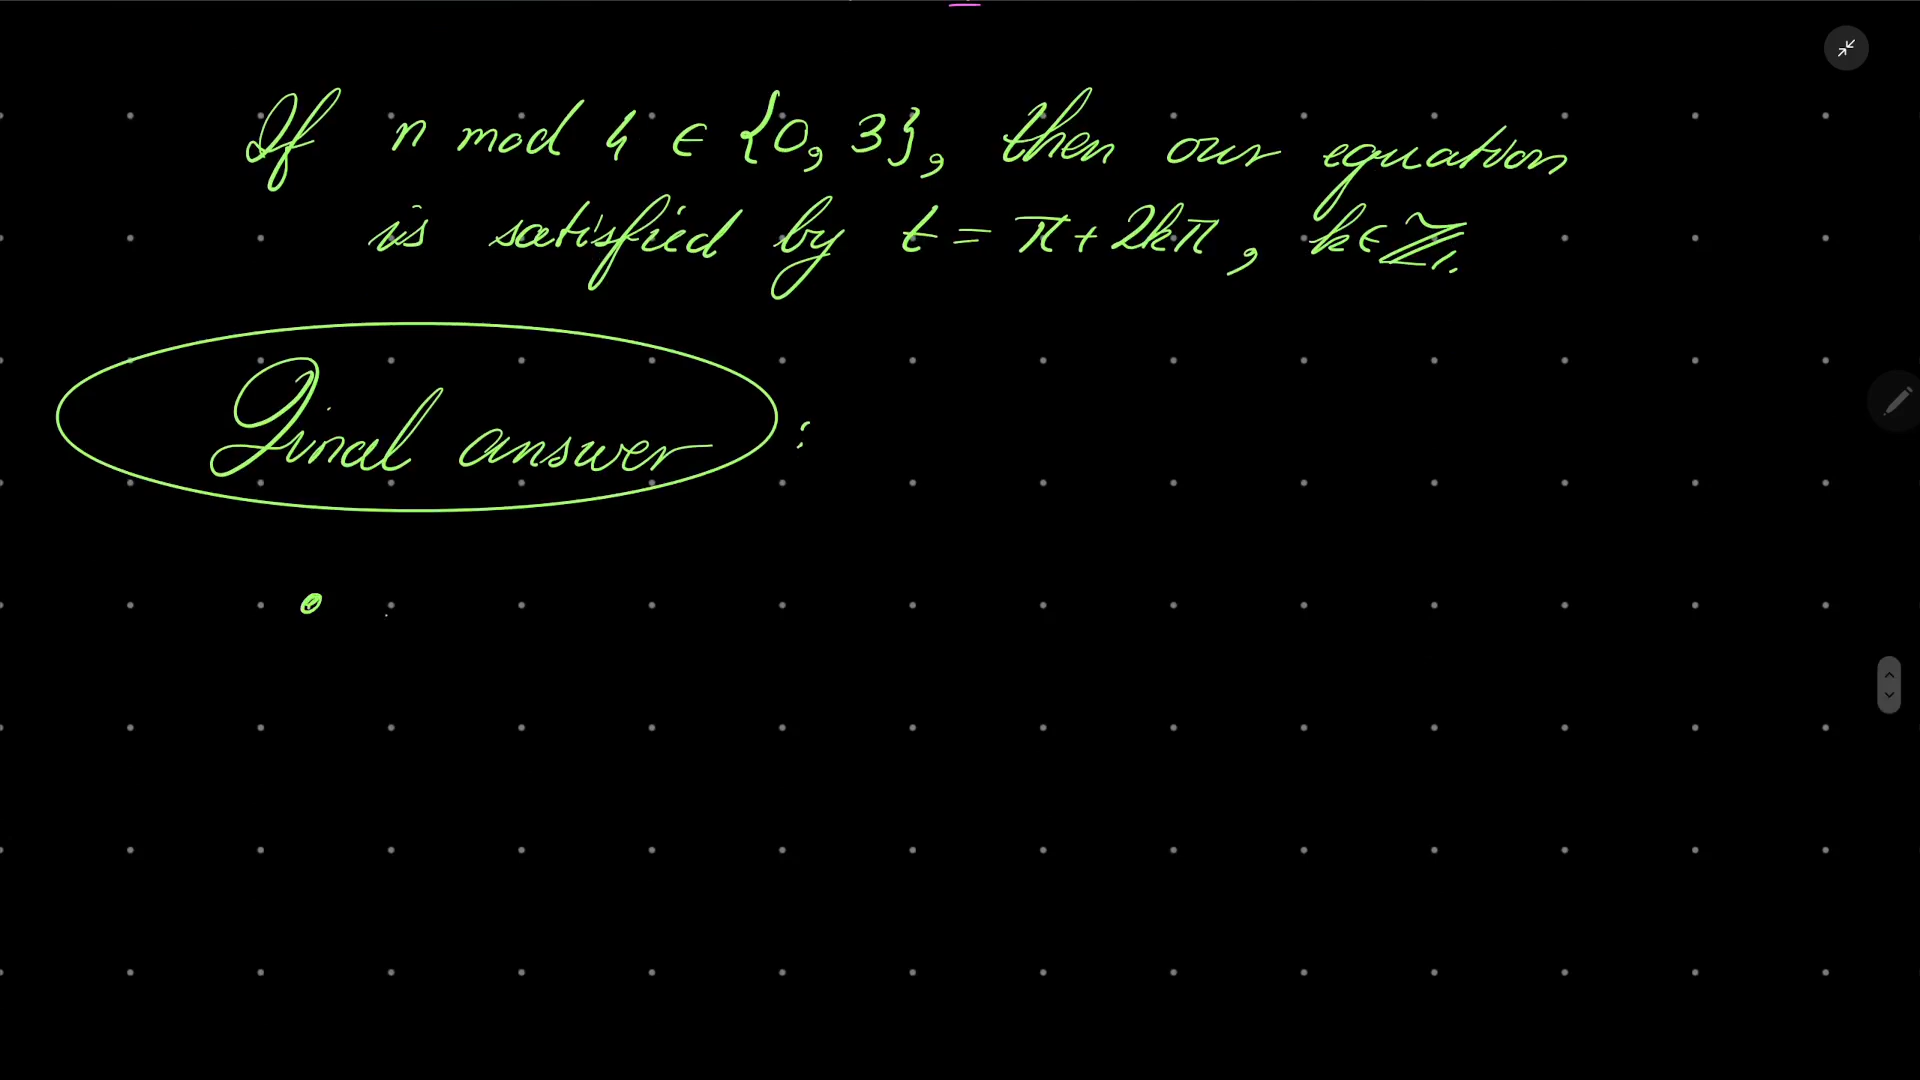 If n mod 4 ∈ {0, 3}, then our equation
is satisfied by t = π + 2kπ, k∈ℤ.
Final answer :